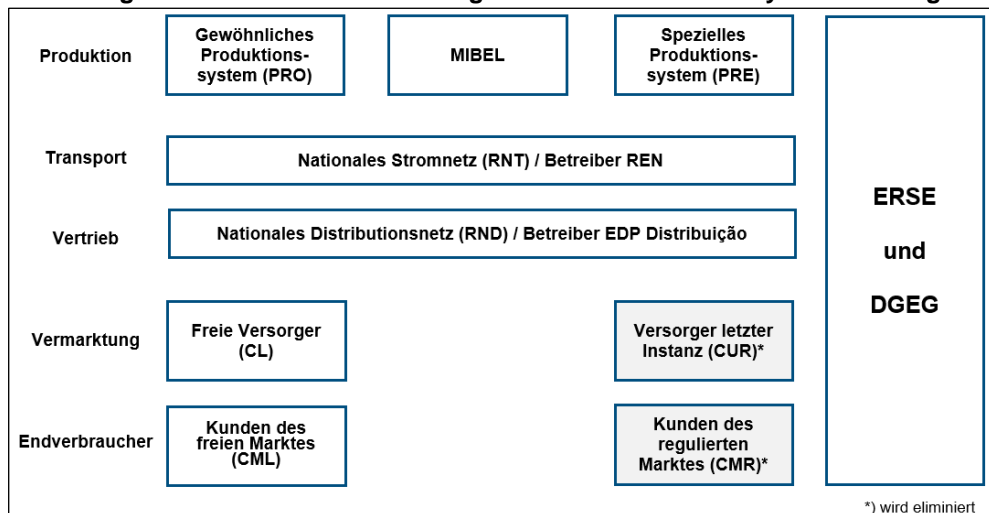 Produktion
Gewöhnliches
Produktions-
system (PRO)
MIBEL
Spezielles
Produktions-
system (PRE)
Transport
Nationales Stromnetz (RNT) / Betreiber REN
Vertrieb
Nationales Distributionsnetz (RND) / Betreiber EDP Distribuição
Vermarktung
Freie Versorger
(CL)
Versorger letzter
Instanz (CUR)*
Endverbraucher
Kunden des
freien Marktes
(CML)
Kunden des
regulierten
Marktes (CMR)*
ERSE
und
DGEG
*) wird eliminiert